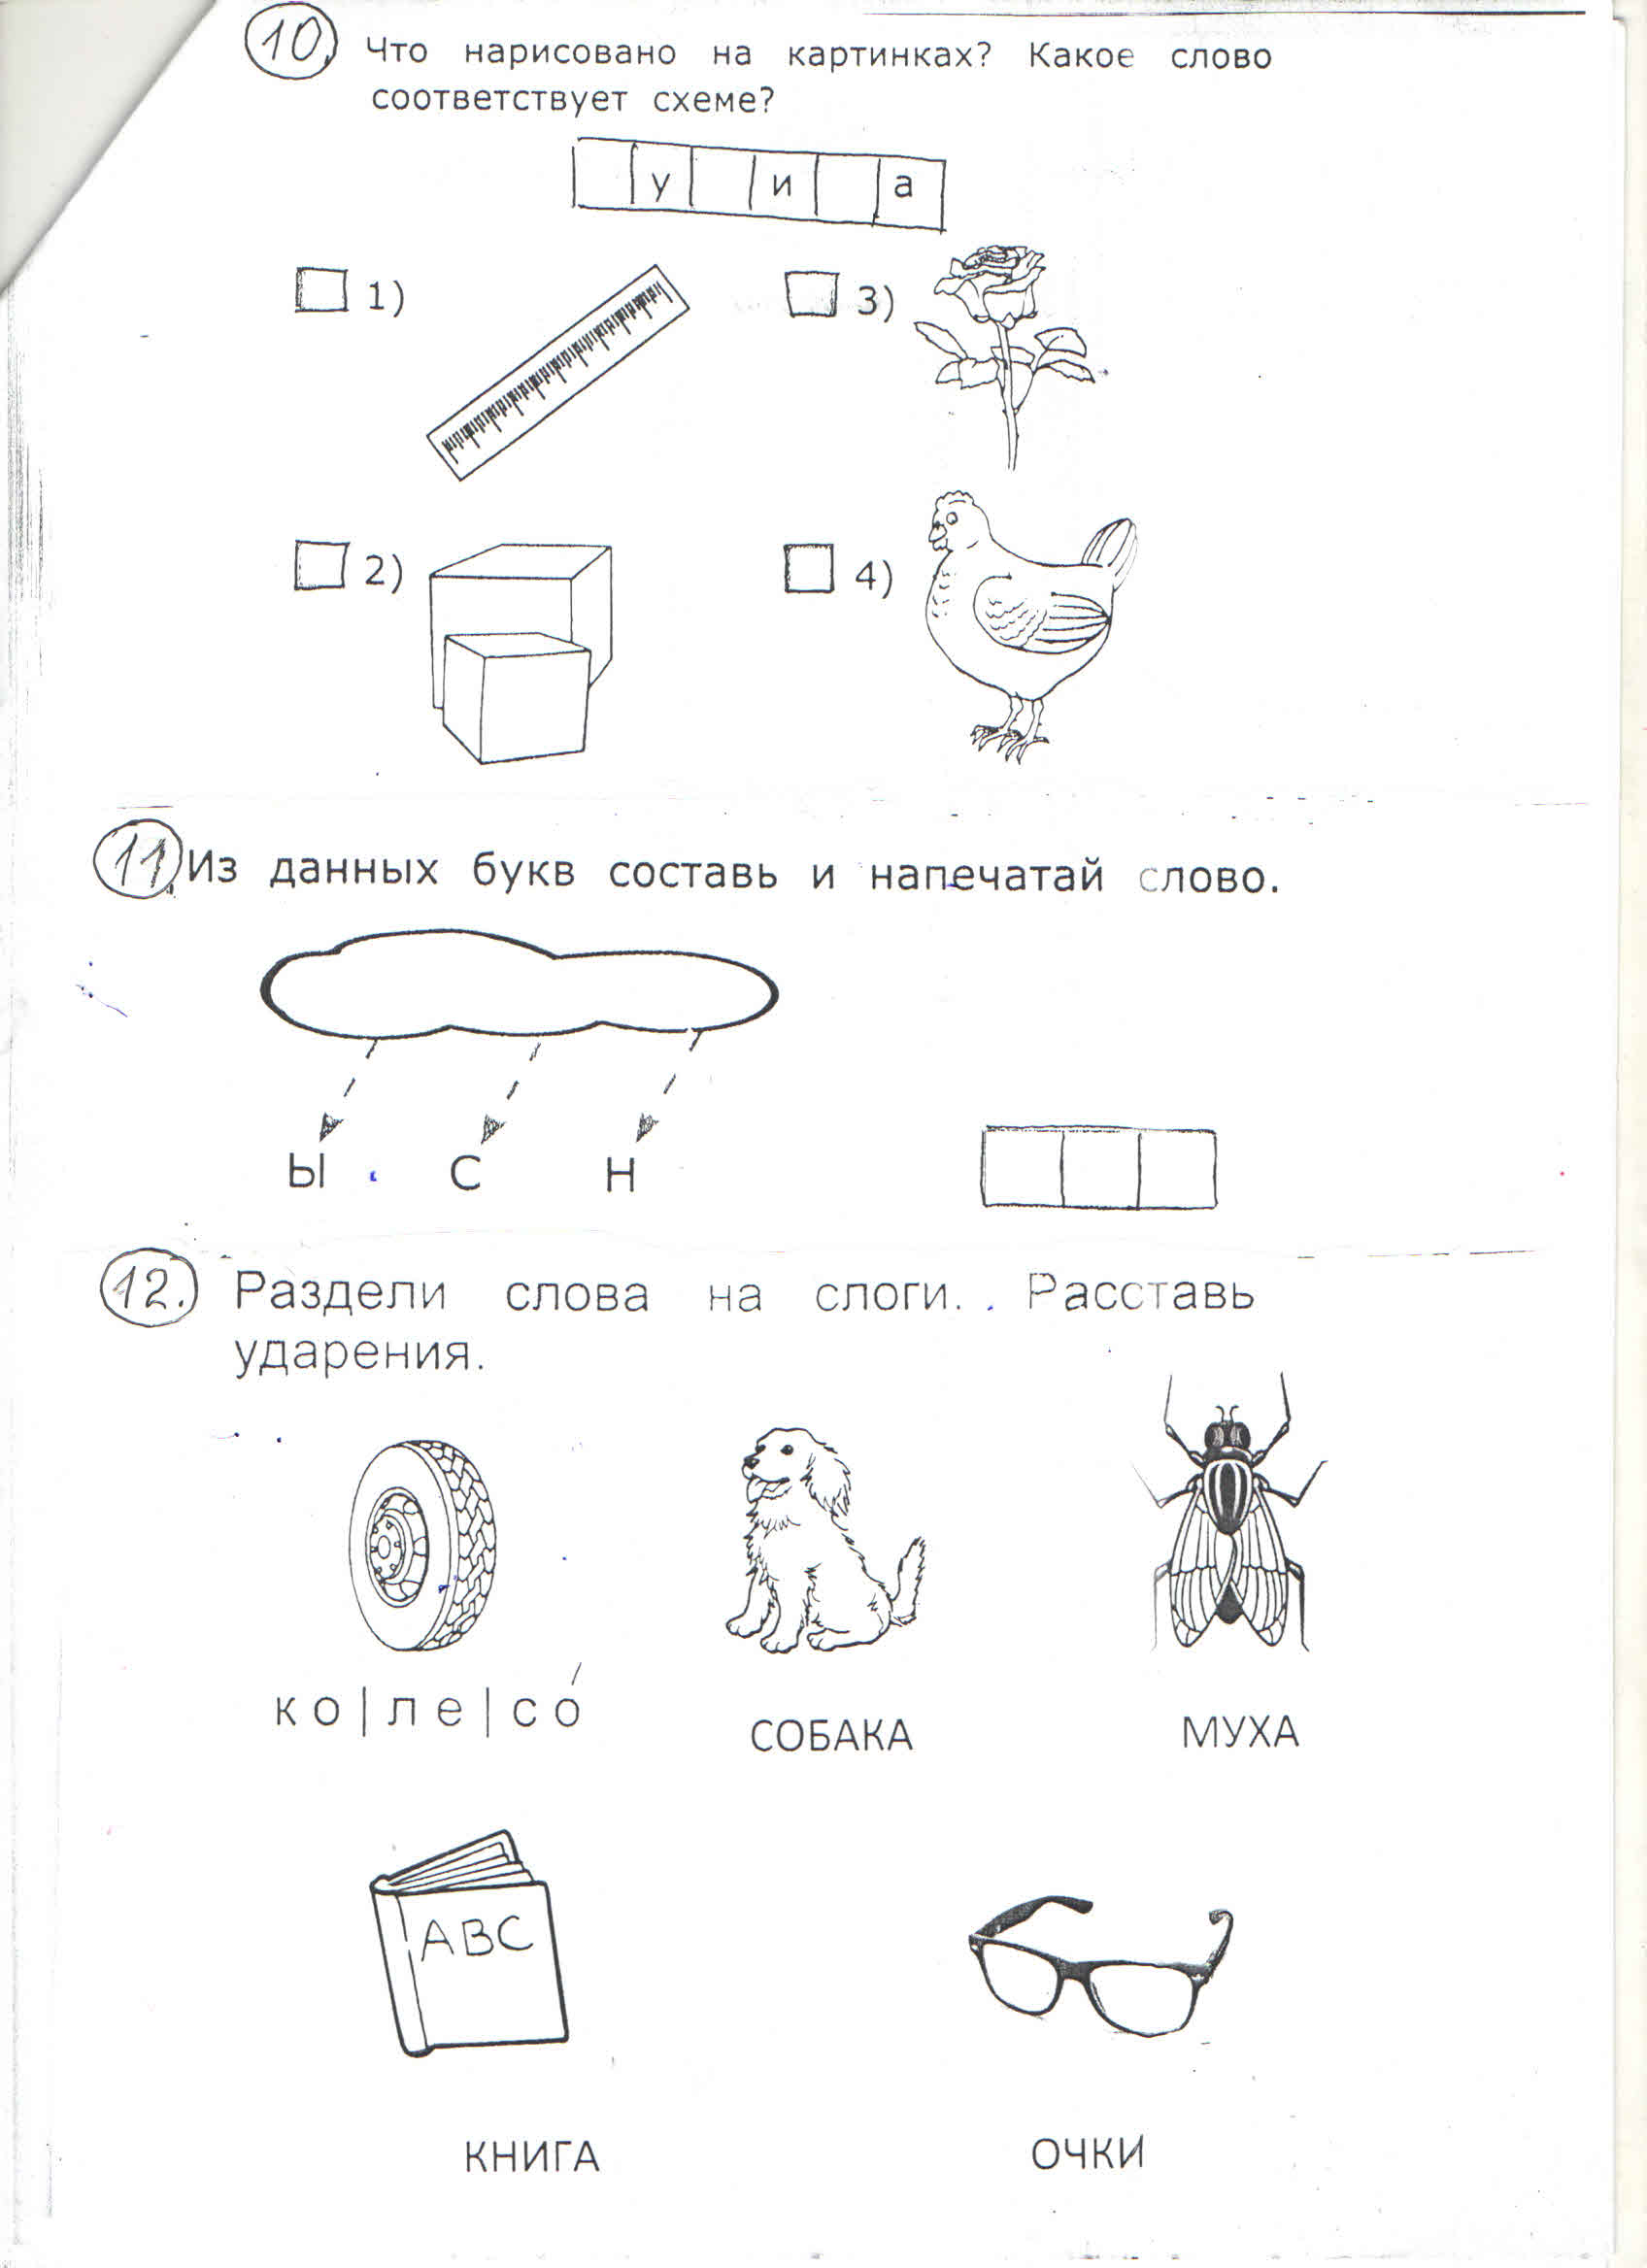 10. Что нарисовано на картинках? Какое слово
соответствует схеме?
у и а
1)
3)
2)
4)
11. Из данных букв составь и напечатай слово.
Ы С Н
12. Раздели слова на слоги. Расставь
ударения.
ко|ле|со́
СОБАКА
МУХА
ABC
КНИГА
ОЧКИ